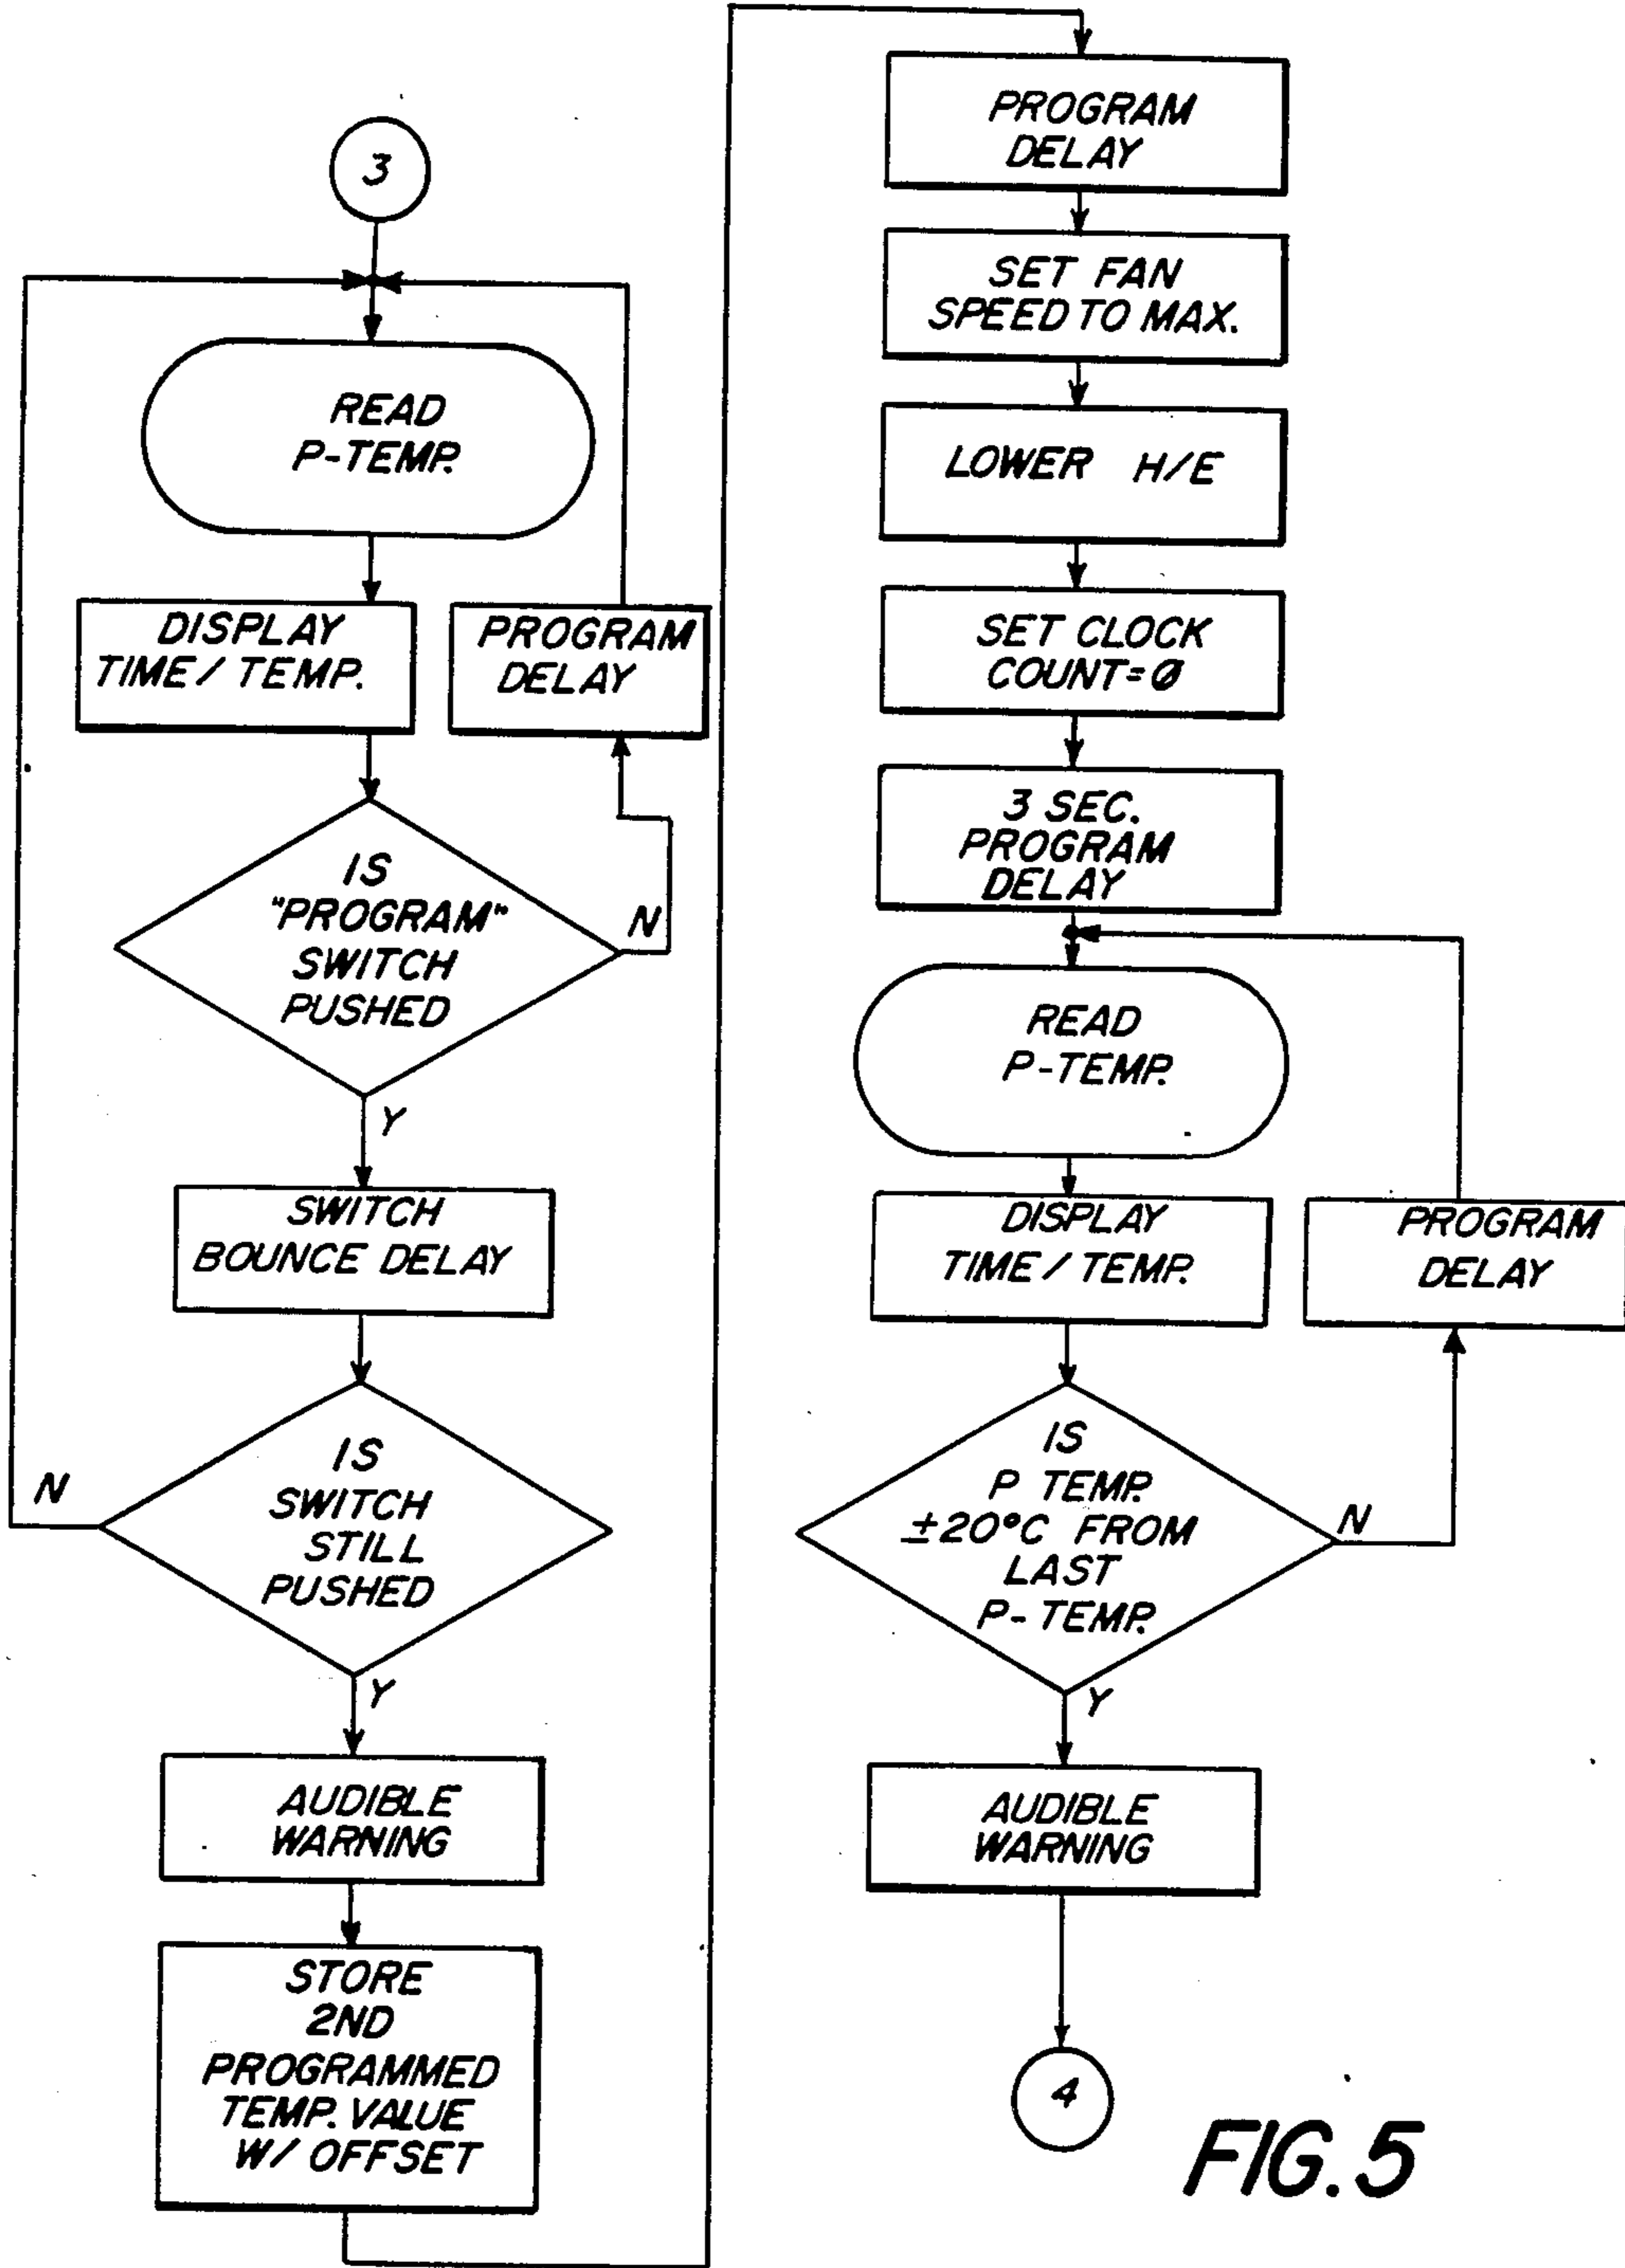 3
READ
P-TEMP.
DISPLAY
TIME / TEMP.
PROGRAM
DELAY
IS
"PROGRAM"
SWITCH
PUSHED
N
Y
SWITCH
BOUNCE DELAY
IS
SWITCH
STILL
PUSHED
N
Y
AUDIBLE
WARNING
STORE
2ND
PROGRAMMED
TEMP. VALUE
W/ OFFSET
PROGRAM
DELAY
SET FAN
SPEED TO MAX.
LOWER H/E
SET CLOCK
COUNT=Ø
3 SEC.
PROGRAM
DELAY
READ
P-TEMP.
DISPLAY
TIME / TEMP.
PROGRAM
DELAY
IS
P TEMP.
±20°C FROM
LAST
P-TEMP.
N
Y
AUDIBLE
WARNING
4
FIG. 5